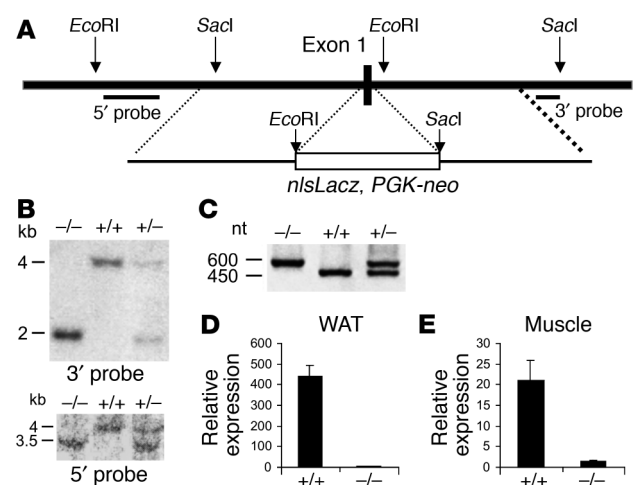 A
EcoRI SacI EcoRI SacI
Exon 1
5′ probe 3′ probe
EcoRI SacI
nlsLacz, PGK-neo
B
kb –/– +/+ +/–
4
2
3′ probe
kb –/– +/+ +/–
4
3.5
5′ probe
C
nt –/– +/+ +/–
600
450
D WAT
Relative expression
600
500
400
300
200
100
0
+/+ –/–
E Muscle
Relative expression
30
25
20
15
10
5
0
+/+ –/–